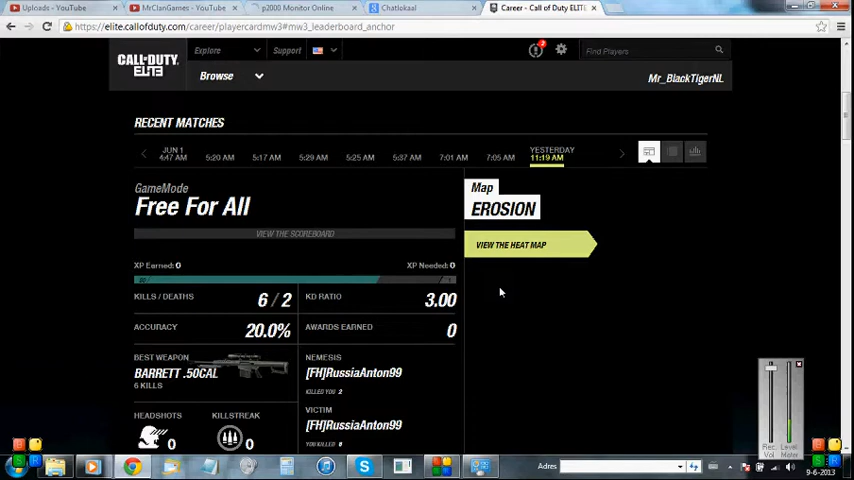 Uploads - YouTube
MrClanGames - YouTube
p2000 Monitor Online
Chatlokaal
Career - Call of Duty ELITE
https://elite.callofduty.com/career/playercardmw3#mw3_leaderboard_anchor
CALL·DUTY ELITE
Explore
Support
2
Find Players
Browse
Mr_BlackTigerNL
RECENT MATCHES
JUN 1
4:47 AM 5:20 AM 5:17 AM 5:29 AM 5:25 AM 5:37 AM 7:01 AM 7:05 AM
YESTERDAY
11:19 AM
GameMode
Free For All
VIEW THE SCOREBOARD
Map
EROSION
VIEW THE HEAT MAP
XP Earned: 0
XP Needed: 0
KILLS / DEATHS 6 / 2
KD RATIO 3.00
ACCURACY 20.0%
AWARDS EARNED 0
BEST WEAPON
BARRETT .50CAL
6 KILLS
NEMESIS
[FH]RussiaAnton99
KILLED YOU 2
HEADSHOTS
0
KILLSTREAK
0
VICTIM
[FH]RussiaAnton99
YOU KILLED
Rec. Vol
Level Meter
Adres
9-6-2013